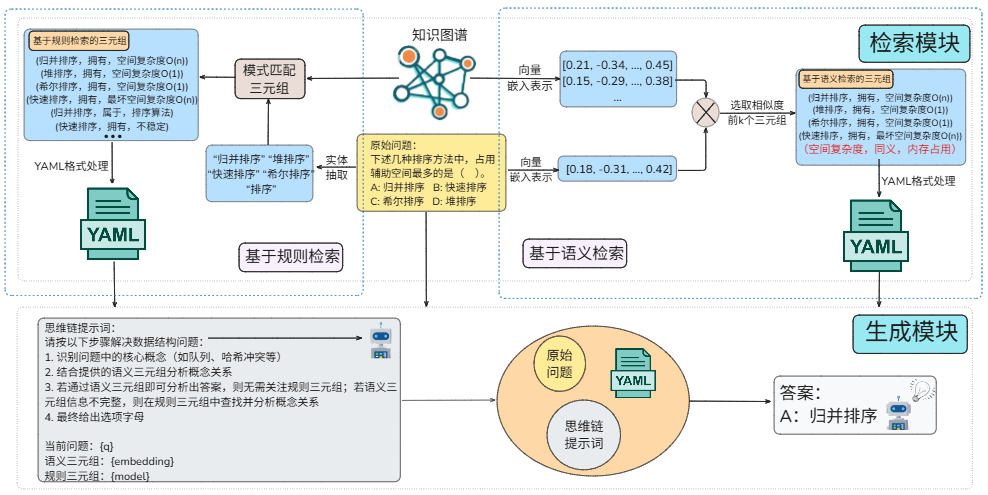 检索模块
知识图谱
基于规则检索的三元组
(归并排序，拥有，空间复杂度O(n))
(堆排序，拥有，空间复杂度O(1))
(希尔排序，拥有，空间复杂度O(1))
(快速排序，拥有，最坏空间复杂度O(n))
(归并排序，属于，排序算法)
(快速排序，拥有，不稳定)
•••
模式匹配
三元组
向量
嵌入表示
[0.21, -0.34, ..., 0.45]
[0.15, -0.29, ..., 0.38]
...
选取相似度
前k个三元组
基于语义检索的三元组
(归并排序，拥有，空间复杂度O(n))
(堆排序，拥有，空间复杂度O(1))
(希尔排序，拥有，空间复杂度O(1))
(快速排序，拥有，最坏空间复杂度O(n))
(空间复杂度，同义，内存占用)
YAML格式处理
YAML
“归并排序” “堆排序”
“快速排序” “希尔排序”
“排序”
实体
抽取
原始问题：
下述几种排序方法中，占用
辅助空间最多的是（ ）。
A: 归并排序 B: 快速排序
C: 希尔排序 D: 堆排序
向量
嵌入表示
[0.18, -0.31, ..., 0.42]
YAML格式处理
YAML
基于规则检索
基于语义检索
生成模块
思维链提示词：
请按以下步骤解决数据结构问题：
1. 识别问题中的核心概念（如队列、哈希冲突等）
2. 结合提供的语义三元组分析概念关系
3. 若通过语义三元组即可分析出答案，则无需关注规则三元组；若语义三
元组信息不完整，则在规则三元组中查找并分析概念关系
4. 最终给出选项字母
当前问题：{q}
语义三元组：{embedding}
规则三元组：{model}
原始
问题
YAML
思维链
提示词
答案：
A：归并排序